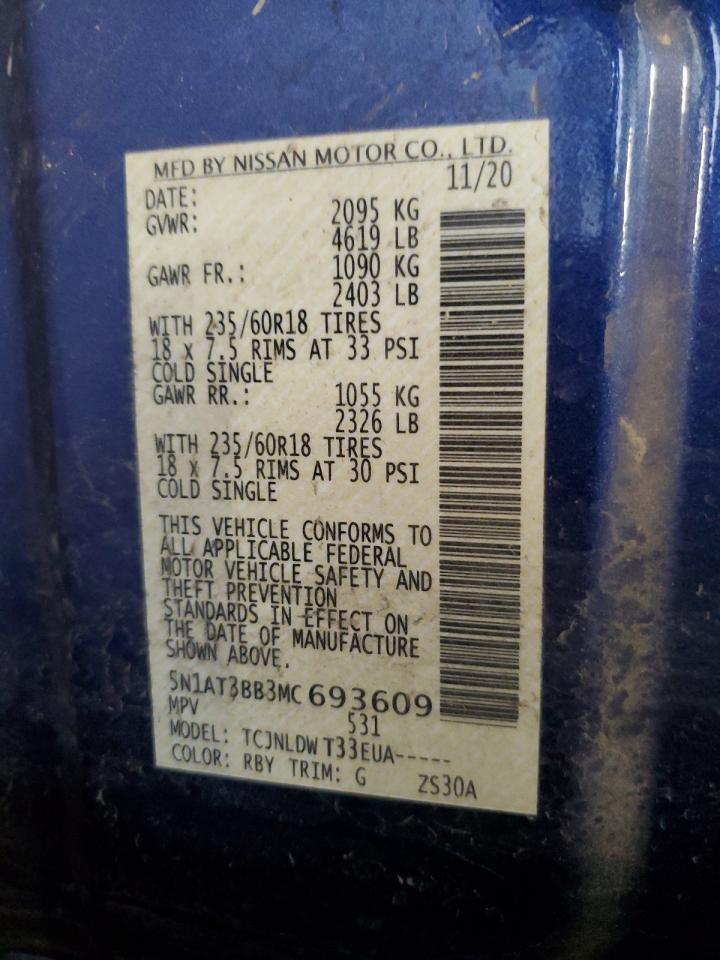 MFD BY NISSAN MOTOR CO., LTD.
DATE: 11/20
GVWR: 2095 KG
4619 LB
GAWR FR.: 1090 KG
2403 LB
WITH 235/60R18 TIRES
18 x 7.5 RIMS AT 33 PSI
COLD SINGLE
GAWR RR.: 1055 KG
2326 LB
WITH 235/60R18 TIRES
18 x 7.5 RIMS AT 30 PSI
COLD SINGLE
THIS VEHICLE CONFORMS TO
ALL APPLICABLE FEDERAL
MOTOR VEHICLE SAFETY AND
THEFT PREVENTION
STANDARDS IN EFFECT ON
THE DATE OF MANUFACTURE
SHOWN ABOVE.
5N1AT3BB3MC 693609
MPV 531
MODEL: TCJNLDW T33EUA-----
COLOR: RBY TRIM: G ZS30A